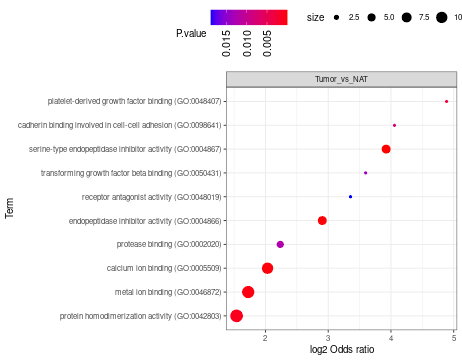 P.value
0.015
0.010
0.005
size
2.5
5.0
7.5
10
Tumor_vs_NAT
Term
platelet-derived growth factor binding (GO:0048407)
cadherin binding involved in cell-cell adhesion (GO:0098641)
serine-type endopeptidase inhibitor activity (GO:0004867)
transforming growth factor beta binding (GO:0050431)
receptor antagonist activity (GO:0048019)
endopeptidase inhibitor activity (GO:0004866)
protease binding (GO:0002020)
calcium ion binding (GO:0005509)
metal ion binding (GO:0046872)
protein homodimerization activity (GO:0042803)
2 3 4 5
log2 Odds ratio